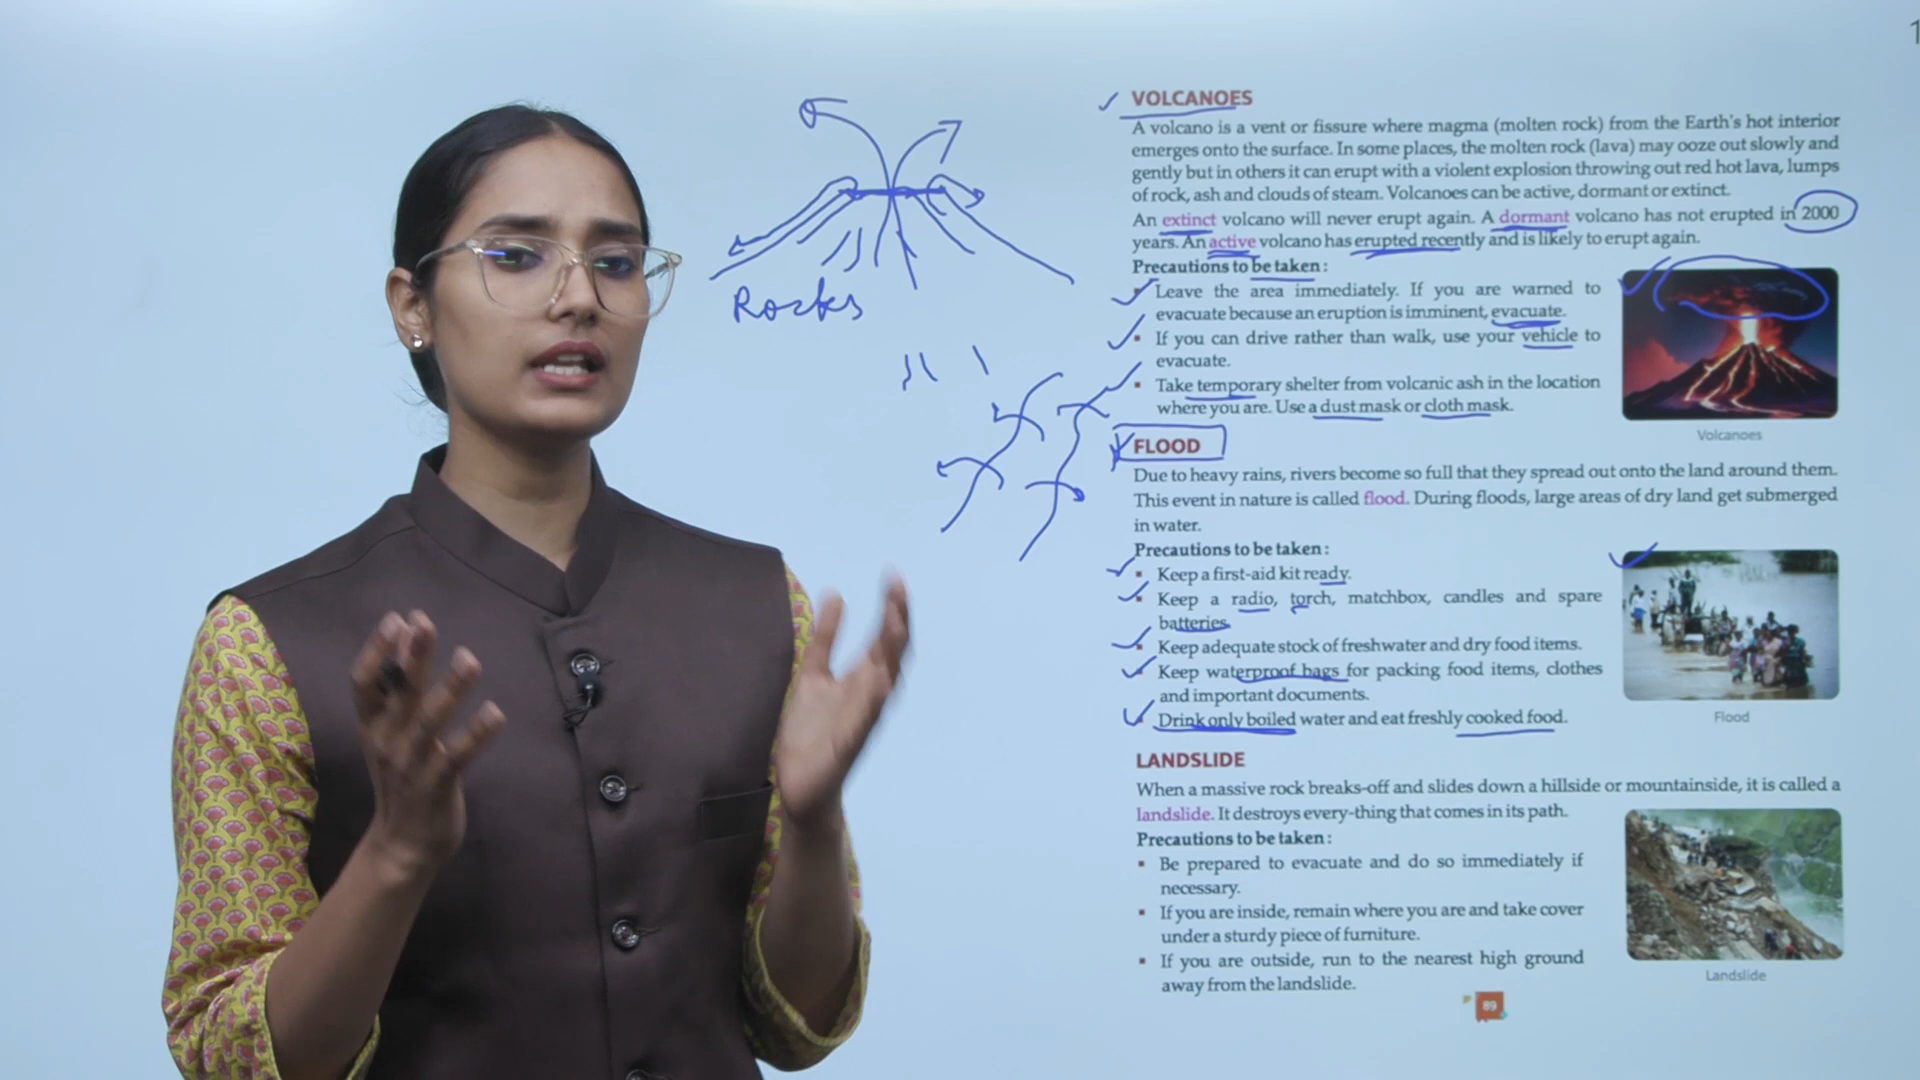 1
VOLCANOES
A volcano is a vent or fissure where magma (molten rock) from the Earth's hot interior
emerges onto the surface. In some places, the molten rock (lava) may ooze out slowly and
gently but in others it can erupt with a violent explosion throwing out red hot lava, lumps
of rock, ash and clouds of steam. Volcanoes can be active, dormant or extinct.
An extinct volcano will never erupt again. A dormant volcano has not erupted in 2000
years. An active volcano has erupted recently and is likely to erupt again.
Precautions to be taken :
▪ Leave the area immediately. If you are warned to
evacuate because an eruption is imminent, evacuate.
▪ If you can drive rather than walk, use your vehicle to
evacuate.
▪ Take temporary shelter from volcanic ash in the location
where you are. Use a dust mask or cloth mask.
Volcanoes
Rocks
FLOOD
Due to heavy rains, rivers become so full that they spread out onto the land around them.
This event in nature is called flood. During floods, large areas of dry land get submerged
in water.
Precautions to be taken :
▪ Keep a first-aid kit ready.
▪ Keep a radio, torch, matchbox, candles and spare
batteries.
▪ Keep adequate stock of freshwater and dry food items.
▪ Keep waterproof bags for packing food items, clothes
and important documents.
▪ Drink only boiled water and eat freshly cooked food.
Flood
LANDSLIDE
When a massive rock breaks-off and slides down a hillside or mountainside, it is called a
landslide. It destroys every-thing that comes in its path.
Precautions to be taken :
▪ Be prepared to evacuate and do so immediately if
necessary.
▪ If you are inside, remain where you are and take cover
under a sturdy piece of furniture.
▪ If you are outside, run to the nearest high ground
away from the landslide.
Landslide
89